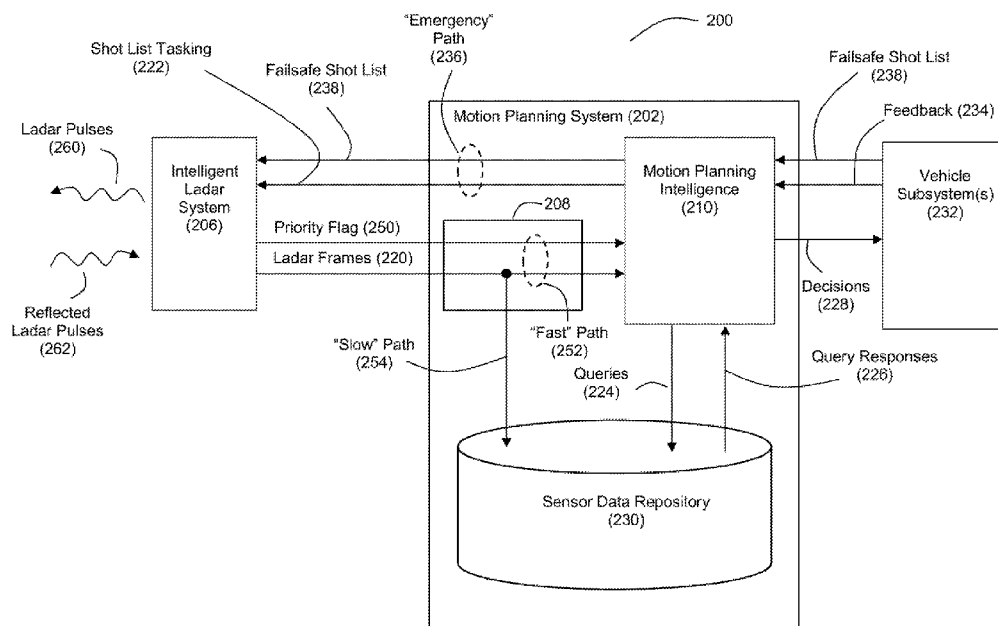 "Emergency"
Path
(236)
200
Shot List Tasking
(222)
Failsafe Shot List
(238)
Failsafe Shot List
(238)
Ladar Pulses
(260)
Motion Planning System (202)
Feedback (234)
Intelligent
Ladar
System
(206)
Motion Planning
Intelligence
(210)
Vehicle
Subsystem(s)
(232)
208
Priority Flag (250)
Ladar Frames (220)
Decisions
(228)
Reflected
Ladar Pulses
(262)
"Slow" Path
(254)
"Fast" Path
(252)
Queries
(224)
Query Responses
(226)
Sensor Data Repository
(230)